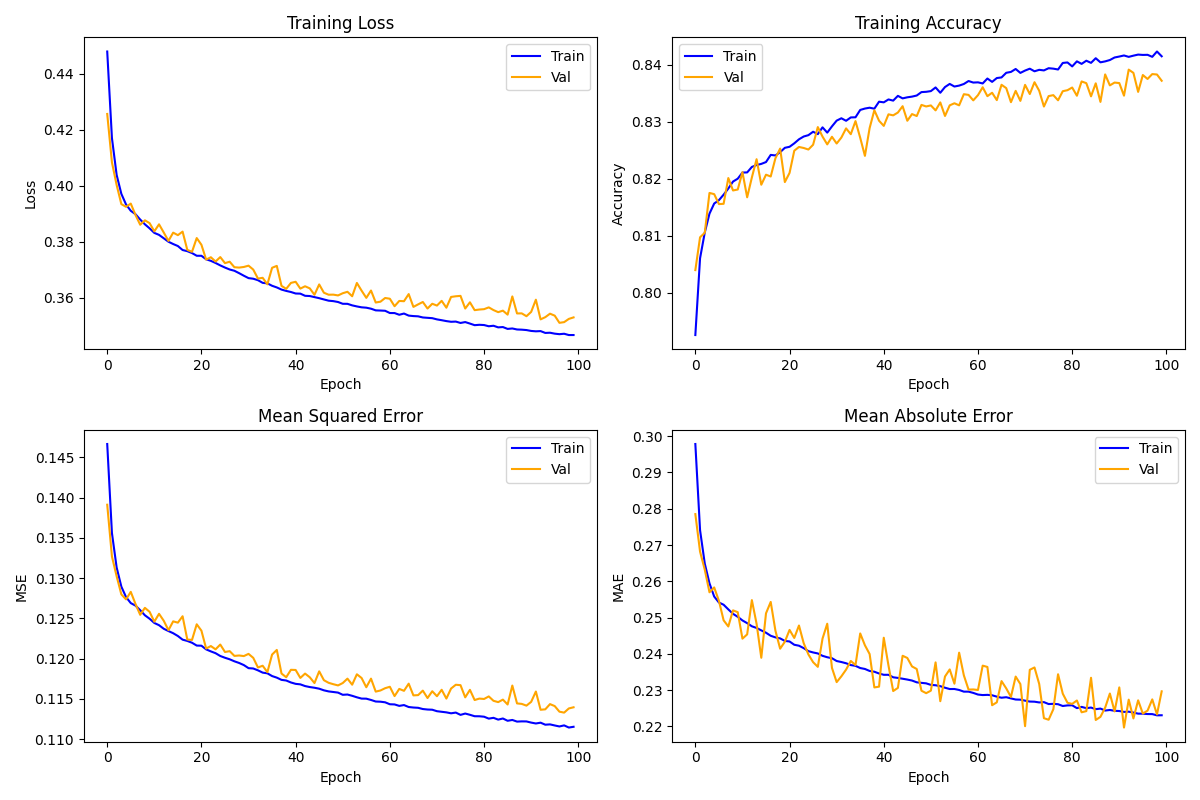 Training Loss
Loss
0.44
0.42
0.40
0.38
0.36
Train
Val
0 20 40 60 80 100
Epoch
Training Accuracy
Accuracy
0.84
0.83
0.82
0.81
0.80
Train
Val
0 20 40 60 80 100
Epoch
Mean Squared Error
MSE
0.145
0.140
0.135
0.130
0.125
0.120
0.115
0.110
Train
Val
0 20 40 60 80 100
Epoch
Mean Absolute Error
MAE
0.30
0.29
0.28
0.27
0.26
0.25
0.24
0.23
0.22
Train
Val
0 20 40 60 80 100
Epoch